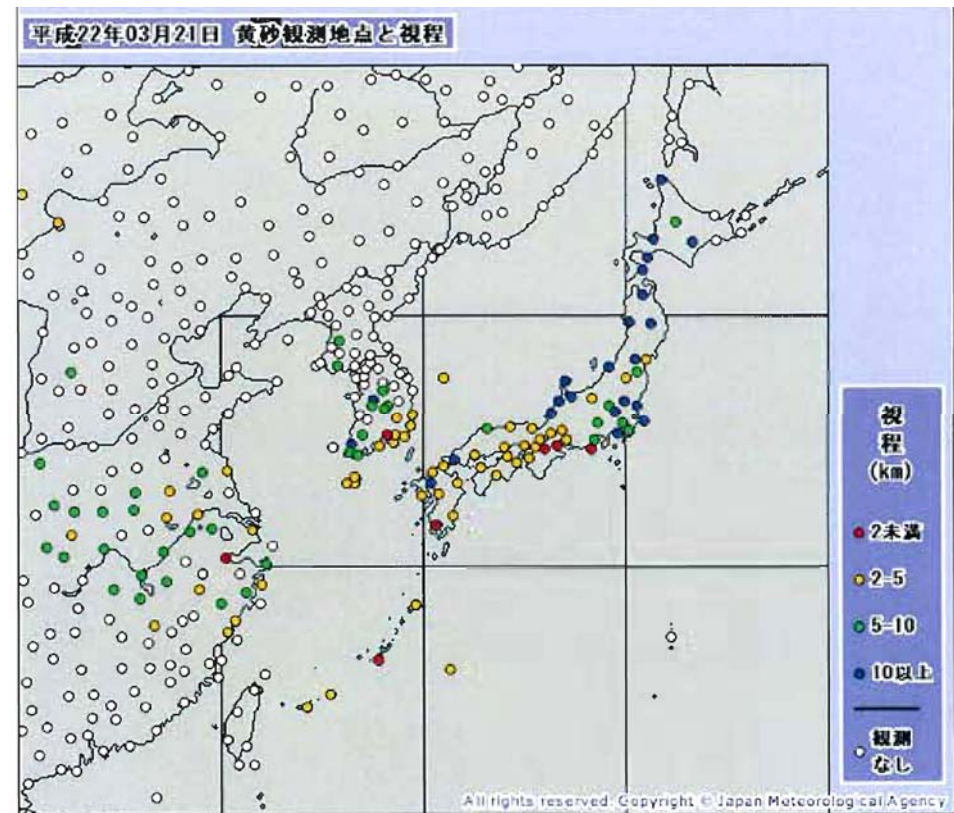 平成22年03月21日 黄砂観測地点と視程
視
程
(km)
2未満
2-5
5-10
10以上
観測
なし
All rights reserved. Copyright © Japan Meteorological Agency